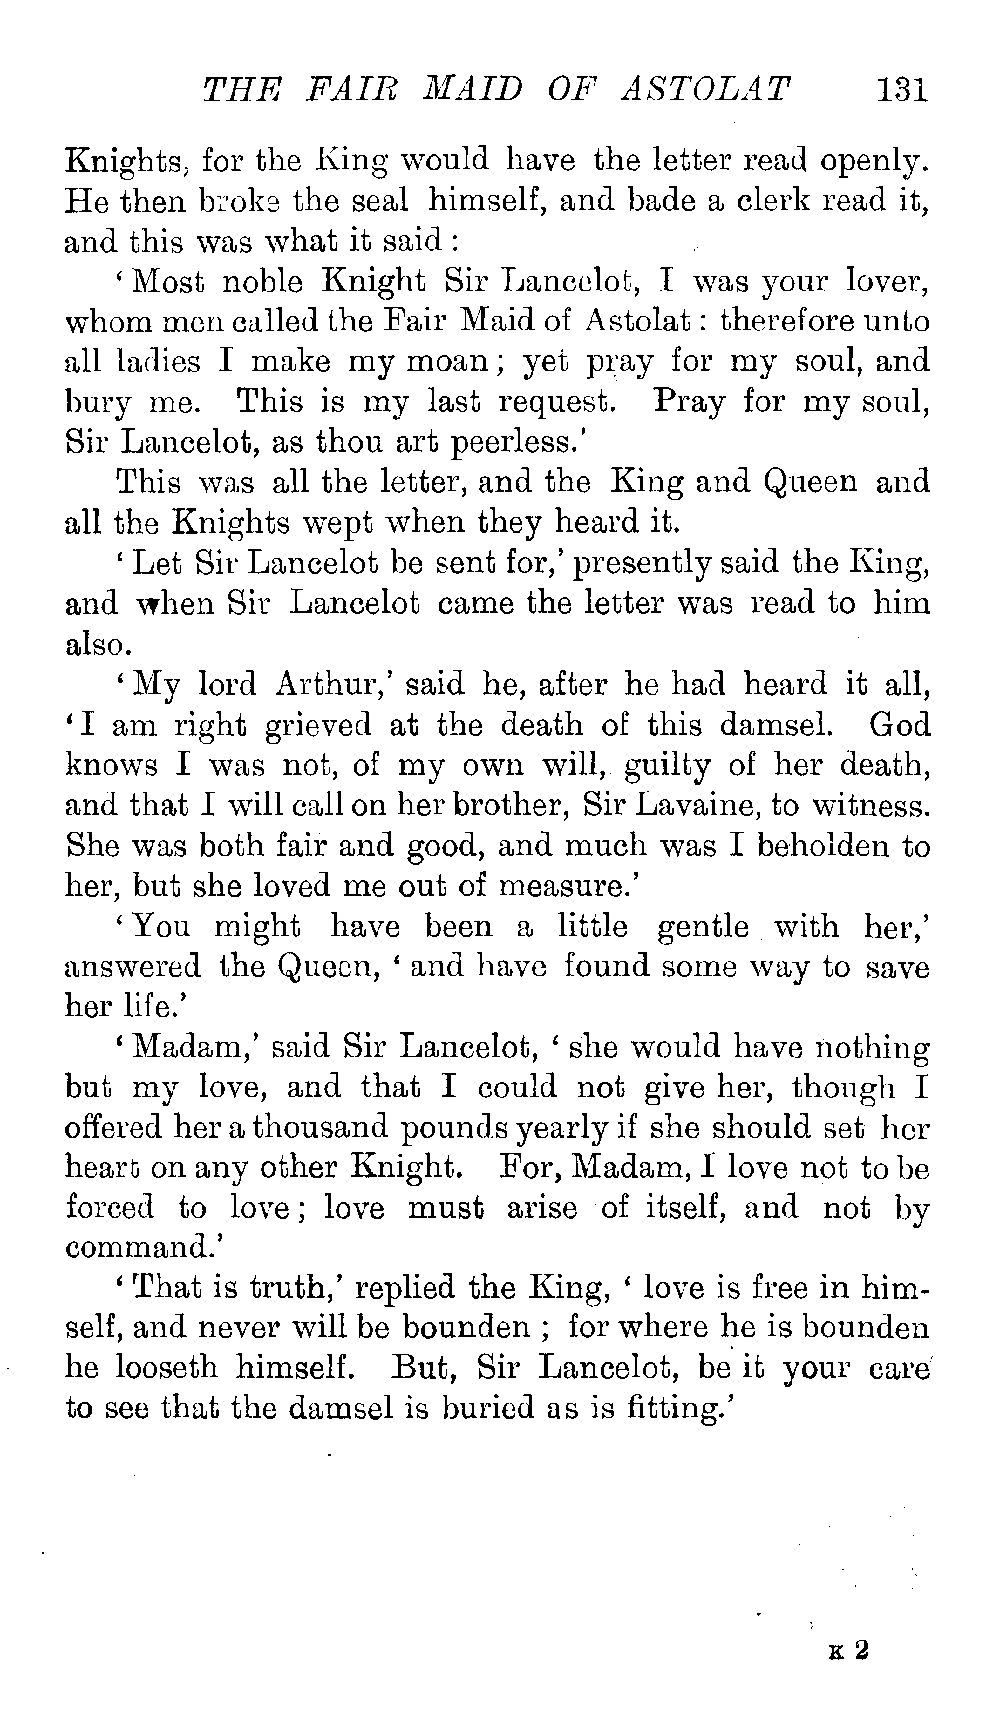 THE FAIR MAID OF ASTOLAT 131
Knights, for the King would have the letter read openly.
He then broke the seal himself, and bade a clerk read it,
and this was what it said :
‘ Most noble Knight Sir Lancelot, I was your lover,
whom men called the Fair Maid of Astolat : therefore unto
all ladies I make my moan ; yet pray for my soul, and
bury me. This is my last request. Pray for my soul,
Sir Lancelot, as thou art peerless.’
This was all the letter, and the King and Queen and
all the Knights wept when they heard it.
‘ Let Sir Lancelot be sent for,’ presently said the King,
and when Sir Lancelot came the letter was read to him
also.
‘ My lord Arthur,’ said he, after he had heard it all,
‘ I am right grieved at the death of this damsel. God
knows I was not, of my own will, guilty of her death,
and that I will call on her brother, Sir Lavaine, to witness.
She was both fair and good, and much was I beholden to
her, but she loved me out of measure.’
‘ You might have been a little gentle with her,’
answered the Queen, ‘ and have found some way to save
her life.’
‘ Madam,’ said Sir Lancelot, ‘ she would have nothing
but my love, and that I could not give her, though I
offered her a thousand pounds yearly if she should set her
heart on any other Knight. For, Madam, I love not to be
forced to love ; love must arise of itself, and not by
command.’
‘ That is truth,’ replied the King, ‘ love is free in him-
self, and never will be bounden ; for where he is bounden
he looseth himself. But, Sir Lancelot, be it your care
to see that the damsel is buried as is fitting.’
K 2